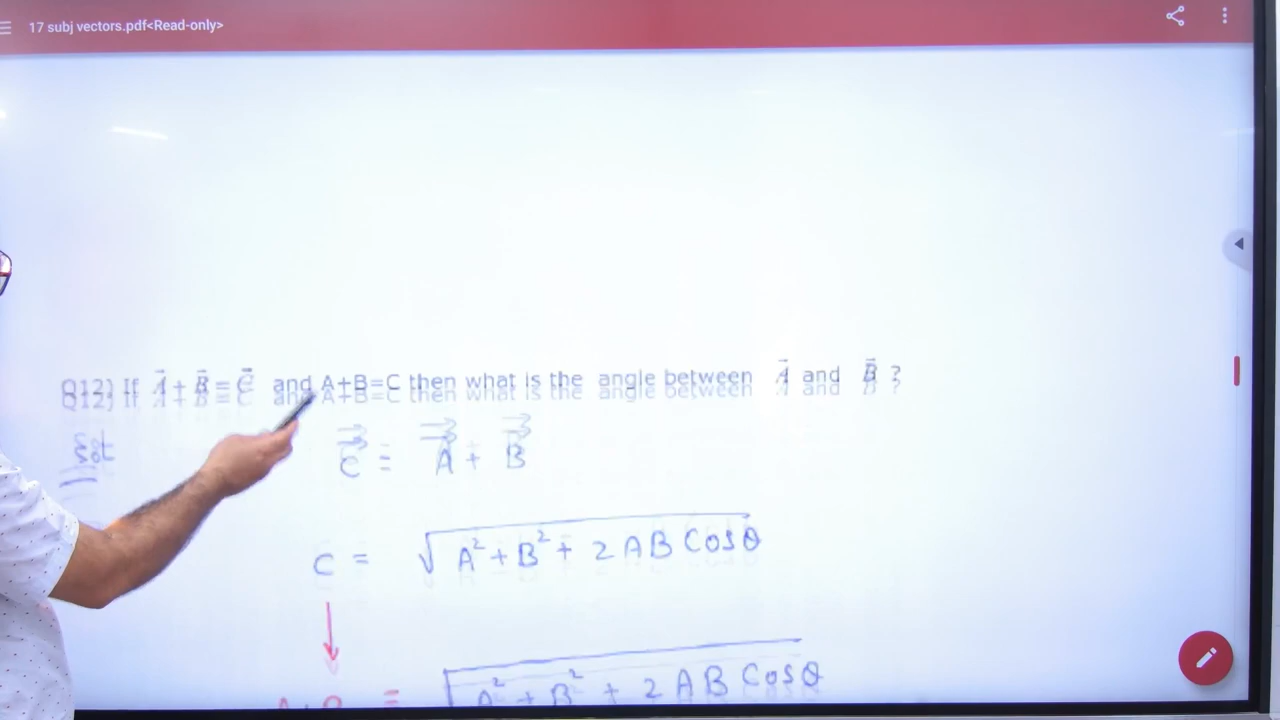 17 subj vectors.pdf<Read-only>
Q12) If A⃗ + B⃗ = C⃗ and A+B=C then what is the angle between A⃗ and B⃗ ?
Sol
C⃗ = A⃗ + B⃗
C = √(A² + B² + 2AB Cosθ)
= √(A² + B² + 2AB Cosθ)